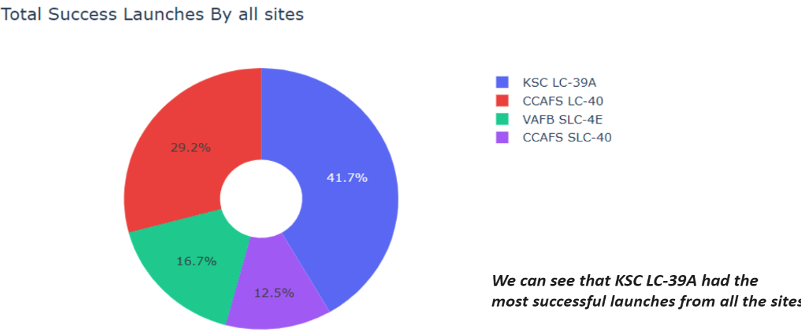 Total Success Launches By all sites
KSC LC-39A
CCAFS LC-40
VAFB SLC-4E
CCAFS SLC-40
29.2%
41.7%
16.7%
12.5%
We can see that KSC LC-39A had the
most successful launches from all the sites